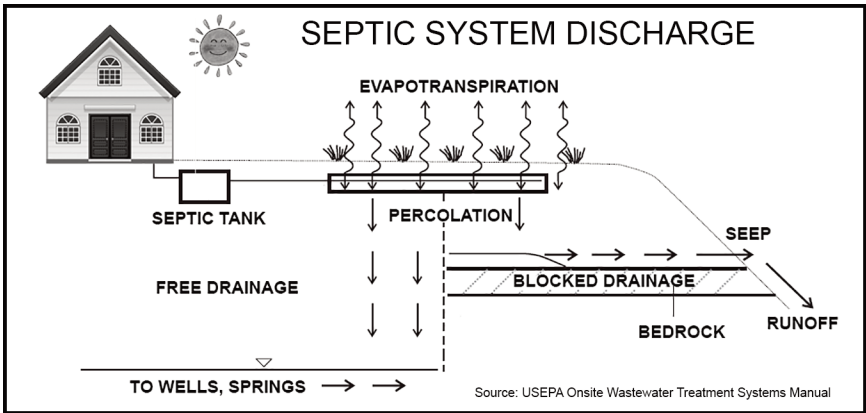 SEPTIC SYSTEM DISCHARGE
EVAPOTRANSPIRATION
SEPTIC TANK
PERCOLATION
SEEP
FREE DRAINAGE
BLOCKED DRAINAGE
BEDROCK
RUNOFF
TO WELLS, SPRINGS
Source: USEPA Onsite Wastewater Treatment Systems Manual